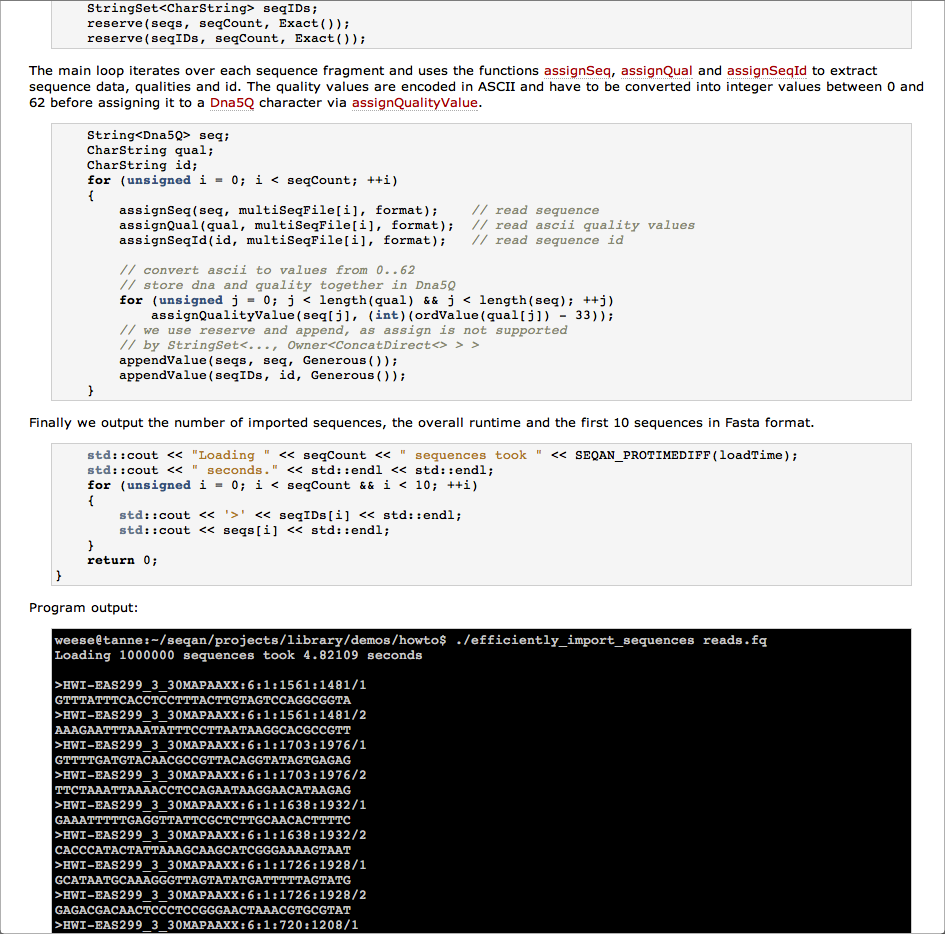 StringSet<CharString> seqIDs;
reserve(seqs, seqCount, Exact());
reserve(seqIDs, seqCount, Exact());
The main loop iterates over each sequence fragment and uses the functions assignSeq, assignQual and assignSeqId to extract
sequence data, qualities and id. The quality values are encoded in ASCII and have to be converted into integer values between 0 and
62 before assigning it to a Dna5Q character via assignQualityValue.
String<Dna5Q> seq;
CharString qual;
CharString id;
for (unsigned i = 0; i < seqCount; ++i)
{
assignSeq(seq, multiSeqFile[i], format);    // read sequence
assignQual(qual, multiSeqFile[i], format);  // read ascii quality values
assignSeqId(id, multiSeqFile[i], format);   // read sequence id
// convert ascii to values from 0..62
// store dna and quality together in Dna5Q
for (unsigned j = 0; j < length(qual) && j < length(seq); ++j)
assignQualityValue(seq[j], (int)(ordValue(qual[j]) - 33));
// we use reserve and append, as assign is not supported
// by StringSet<..., Owner<ConcatDirect<> > >
appendValue(seqs, seq, Generous());
appendValue(seqIDs, id, Generous());
}
Finally we output the number of imported sequences, the overall runtime and the first 10 sequences in Fasta format.
std::cout << "Loading " << seqCount << " sequences took " << SEQAN_PROTIMEDIFF(loadTime);
std::cout << " seconds." << std::endl << std::endl;
for (unsigned i = 0; i < seqCount && i < 10; ++i)
{
std::cout << '>' << seqIDs[i] << std::endl;
std::cout << seqs[i] << std::endl;
}
return 0;
}
Program output:
weese@tanne:~/seqan/projects/library/demos/howto$ ./efficiently_import_sequences reads.fq
Loading 1000000 sequences took 4.82109 seconds
>HWI-EAS299_3_30MAPAAXX:6:1:1561:1481/1
GTTTATTTCACCTCCTTTACTTGTAGTCCAGGCGGTA
>HWI-EAS299_3_30MAPAAXX:6:1:1561:1481/2
AAAGAATTTAAATATTTCCTTAATAAGGCACGCCGTT
>HWI-EAS299_3_30MAPAAXX:6:1:1703:1976/1
GTTTTGATGTACAACGCCGTTACAGGTATAGTGAGAG
>HWI-EAS299_3_30MAPAAXX:6:1:1703:1976/2
TTCTAAATTAAAACCTCCAGAATAAGGAACATAAGAG
>HWI-EAS299_3_30MAPAAXX:6:1:1638:1932/1
GAAATTTTTGAGGTTATTCGCTCTTGCAACACTTTTC
>HWI-EAS299_3_30MAPAAXX:6:1:1638:1932/2
CACCCATACTATTAAAGCAAGCATCGGGAAAAGTAAT
>HWI-EAS299_3_30MAPAAXX:6:1:1726:1928/1
GCATAATGCAAAGGGTTAGTATATGATTTTTAGTATG
>HWI-EAS299_3_30MAPAAXX:6:1:1726:1928/2
GAGACGACAACTCCCTCCGGGAACTAAACGTGCGTAT
>HWI-EAS299_3_30MAPAAXX:6:1:720:1208/1